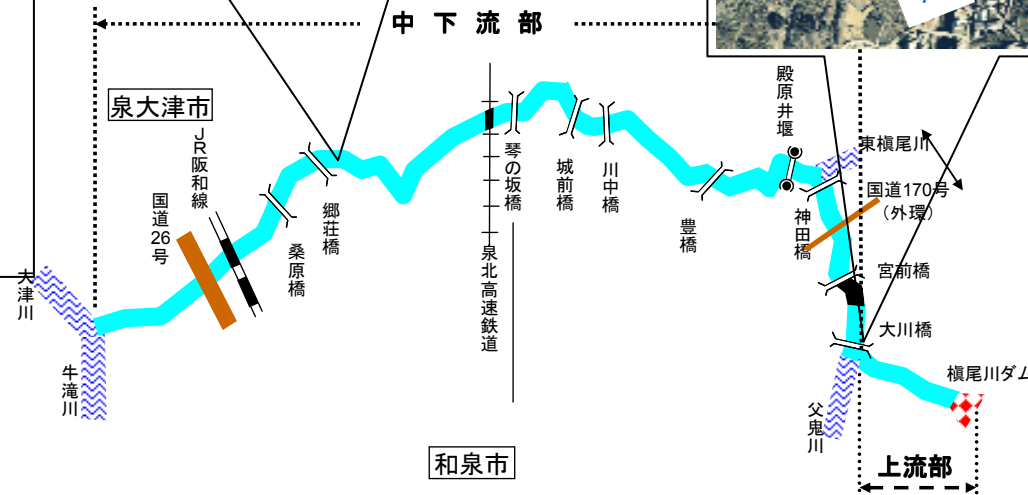 中下流部
泉大津市
JR阪和線
国道26号
郷荘橋
桑原橋
大津川
牛滝川
琴の坂橋
泉北高速鉄道
城前橋
川中橋
豊橋
殿原井堰
神田橋
東槇尾川
国道170号
(外環)
宮前橋
大川橋
槇尾川ダム
父鬼川
上流部
和泉市